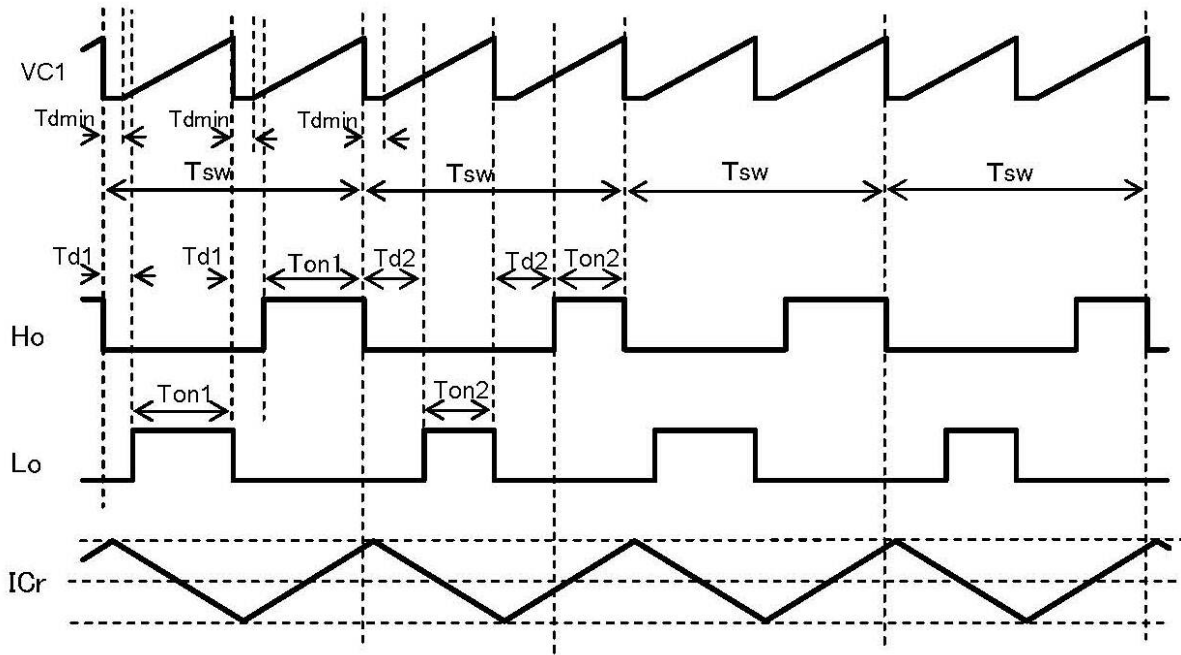 VC1
Tdmin Tdmin Tdmin
Tsw Tsw Tsw Tsw
Td1 Td1 Ton1 Td2 Td2 Ton2
Ho
Ton1 Ton2
Lo
ICr